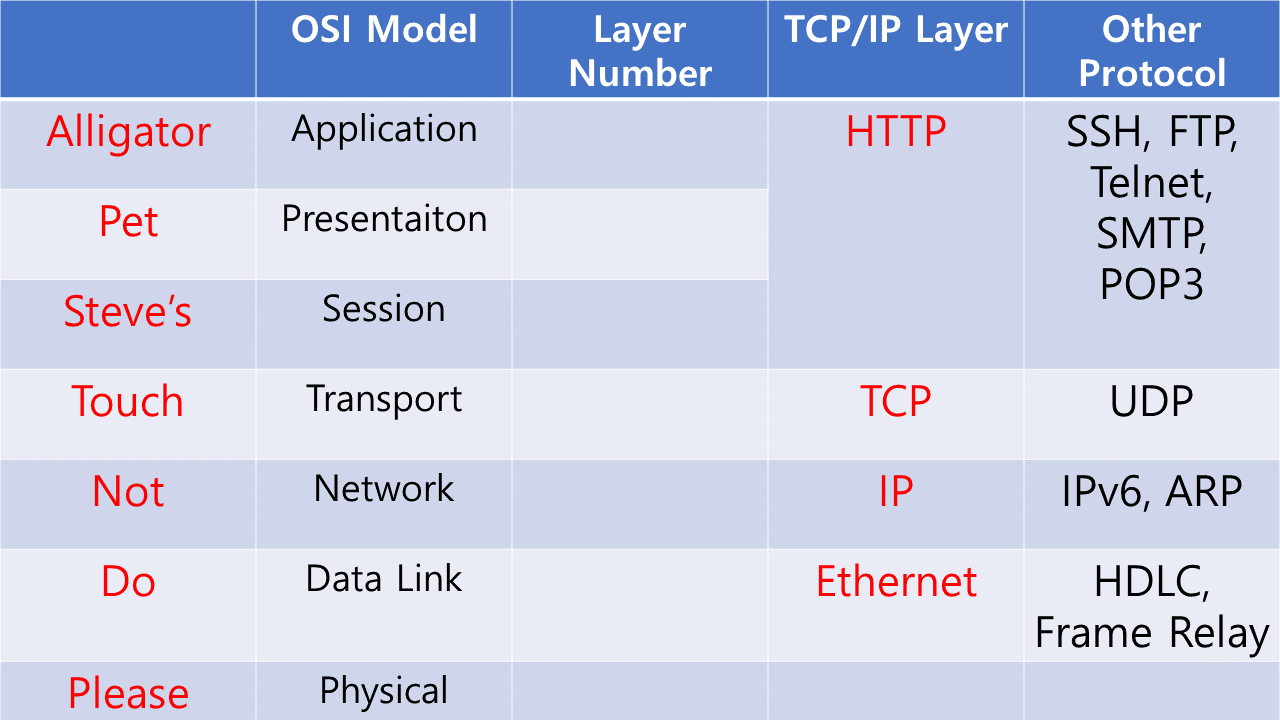 OSI Model
Layer
Number
TCP/IP Layer
Other
Protocol
Alligator
Application
HTTP
SSH, FTP,
Telnet,
SMTP,
POP3
Pet
Presentaiton
Steve’s
Session
Touch
Transport
TCP
UDP
Not
Network
IP
IPv6, ARP
Do
Data Link
Ethernet
HDLC,
Frame Relay
Please
Physical